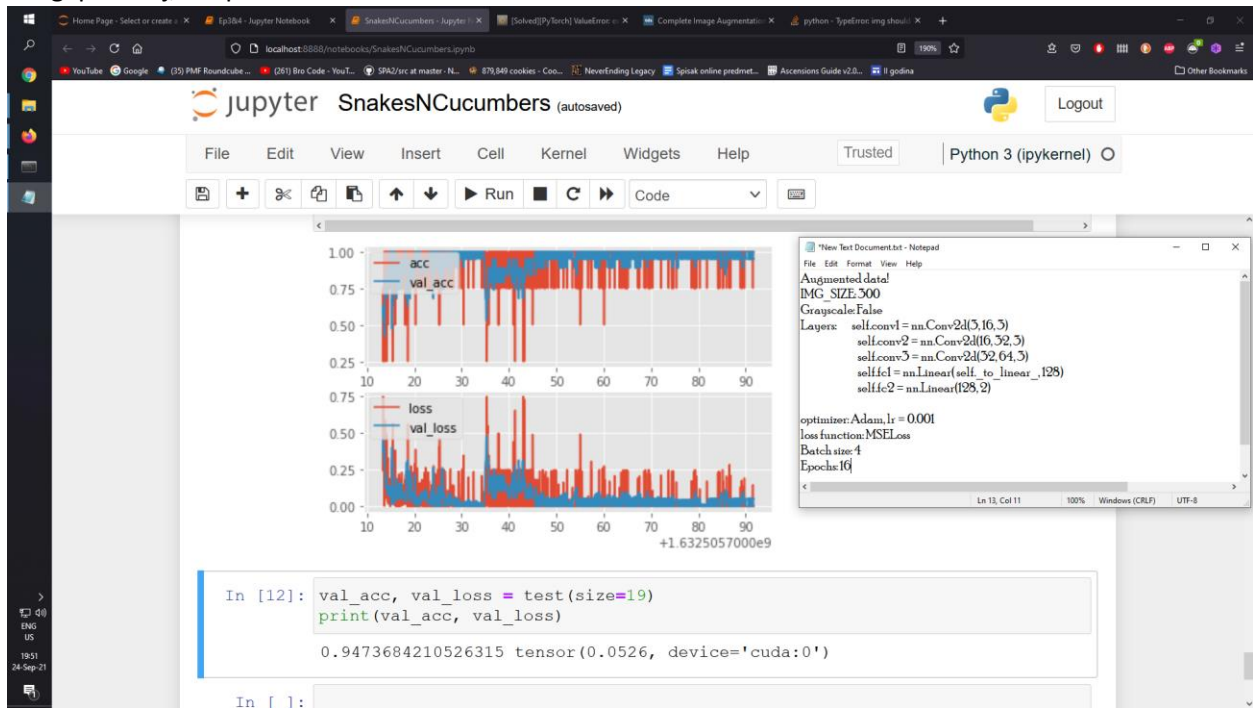 Home Page - Select or create a
Ep3&4 - Jupyter Notebook
SnakesNCucumbers - Jupyter N
[Solved][PyTorch] ValueError: ex
Complete Image Augmentation
python - TypeError: img should
localhost:8888/notebooks/SnakesNCucumbers.ipynb
190%
YouTube
Google
(35) PMF Roundcube ...
(261) Bro Code - YouT...
SPA2/src at master · N...
879,849 cookies - Coo...
NeverEnding Legacy
Spisak online predmet...
Ascensions Guide v2.0...
II godina
Other Bookmarks
jupyter SnakesNCucumbers (autosaved)
Logout
File Edit View Insert Cell Kernel Widgets Help
Trusted
Python 3 (ipykernel)
Run
Code
1.00
0.75
0.50
0.25
acc
val_acc
10 20 30 40 50 60 70 80 90
0.75
0.50
0.25
0.00
loss
val_loss
10 20 30 40 50 60 70 80 90
+1.6325057000e9
*New Text Document.txt - Notepad
File Edit Format View Help
Augmented data!
IMG_SIZE: 300
Grayscale: False
Layers: self.conv1 = nn.Conv2d(3, 16, 3)
self.conv2 = nn.Conv2d(16, 32, 3)
self.conv3 = nn.Conv2d(32, 64, 3)
self.fc1 = nn.Linear(self._to_linear_, 128)
self.fc2 = nn.Linear(128, 2)
optimizer: Adam, lr = 0.001
loss function: MSELoss
Batch size: 4
Epochs: 16
Ln 13, Col 11
100%
Windows (CRLF)
UTF-8
In [12]: val_acc, val_loss = test(size=19)
print(val_acc, val_loss)
0.9473684210526315 tensor(0.0526, device='cuda:0')
In [ ]:
ENG
US
19:51
24-Sep-21